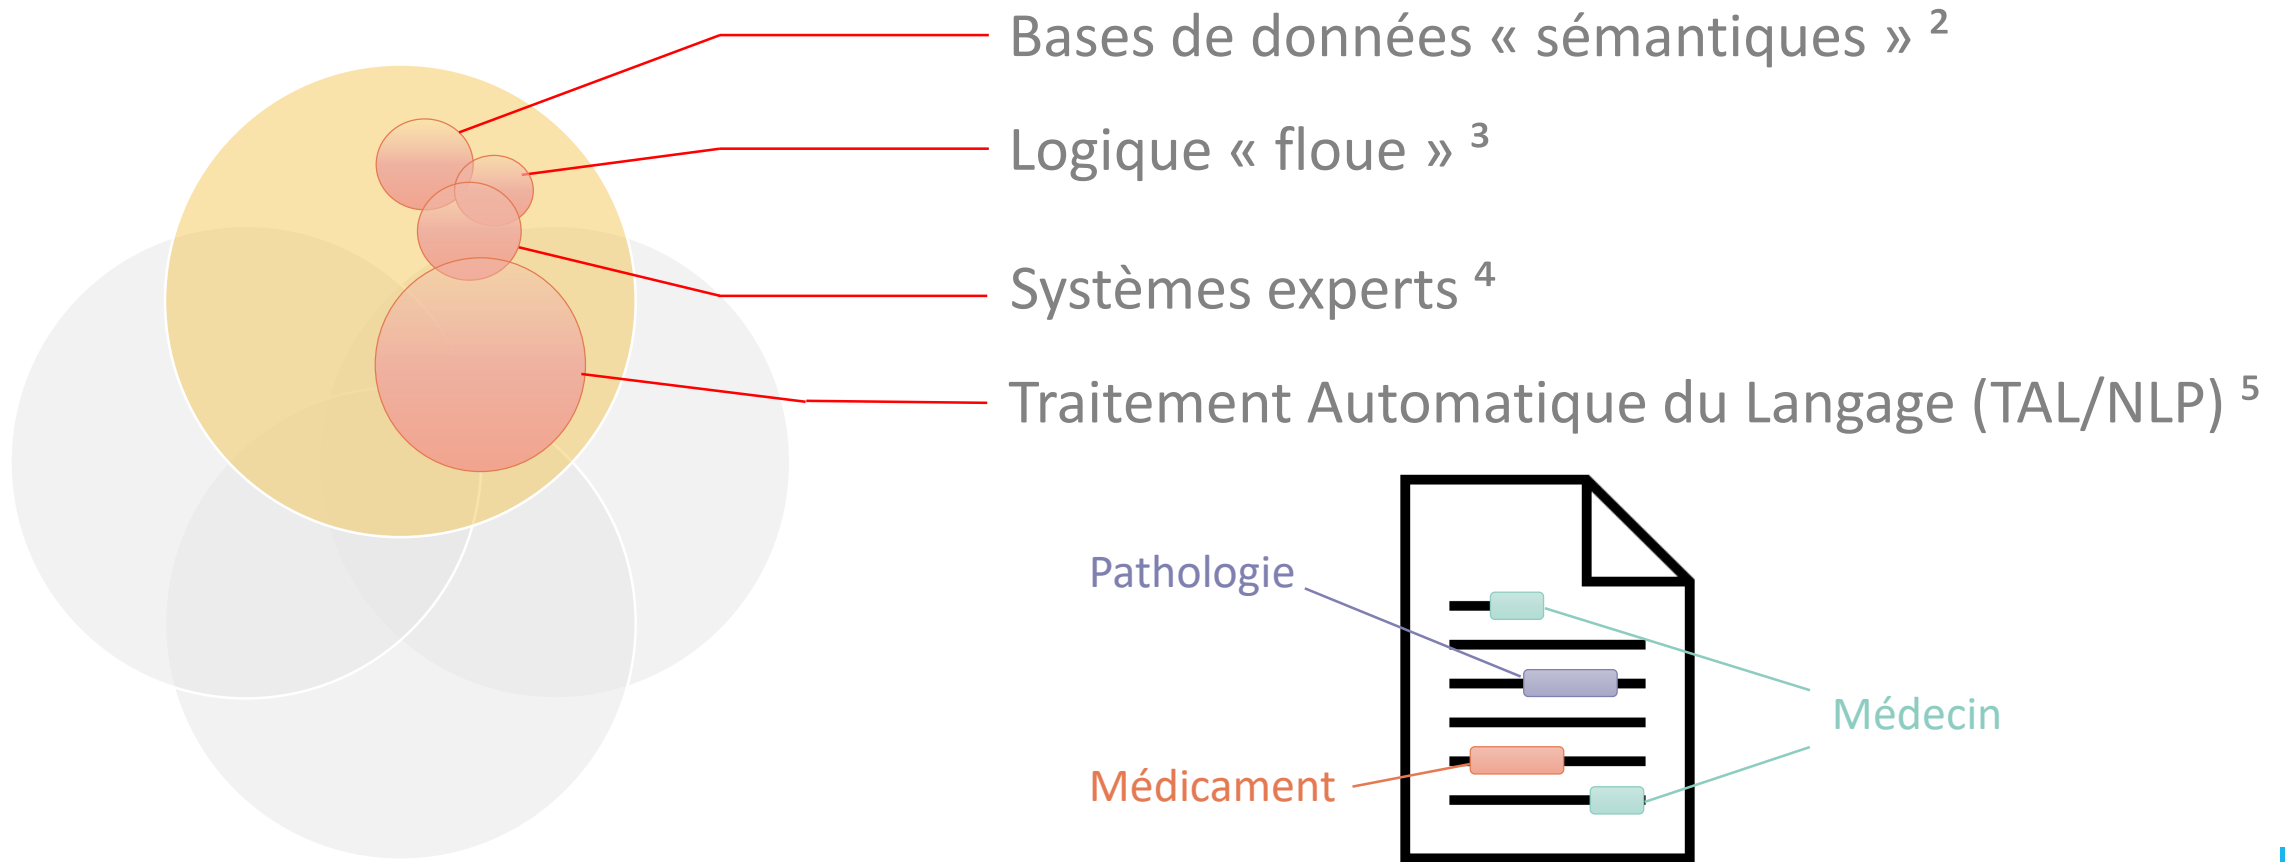 Bases de données « sémantiques » ²
Logique « floue » ³
Systèmes experts ⁴
Traitement Automatique du Langage (TAL/NLP) ⁵
Pathologie
Médecin
Médicament